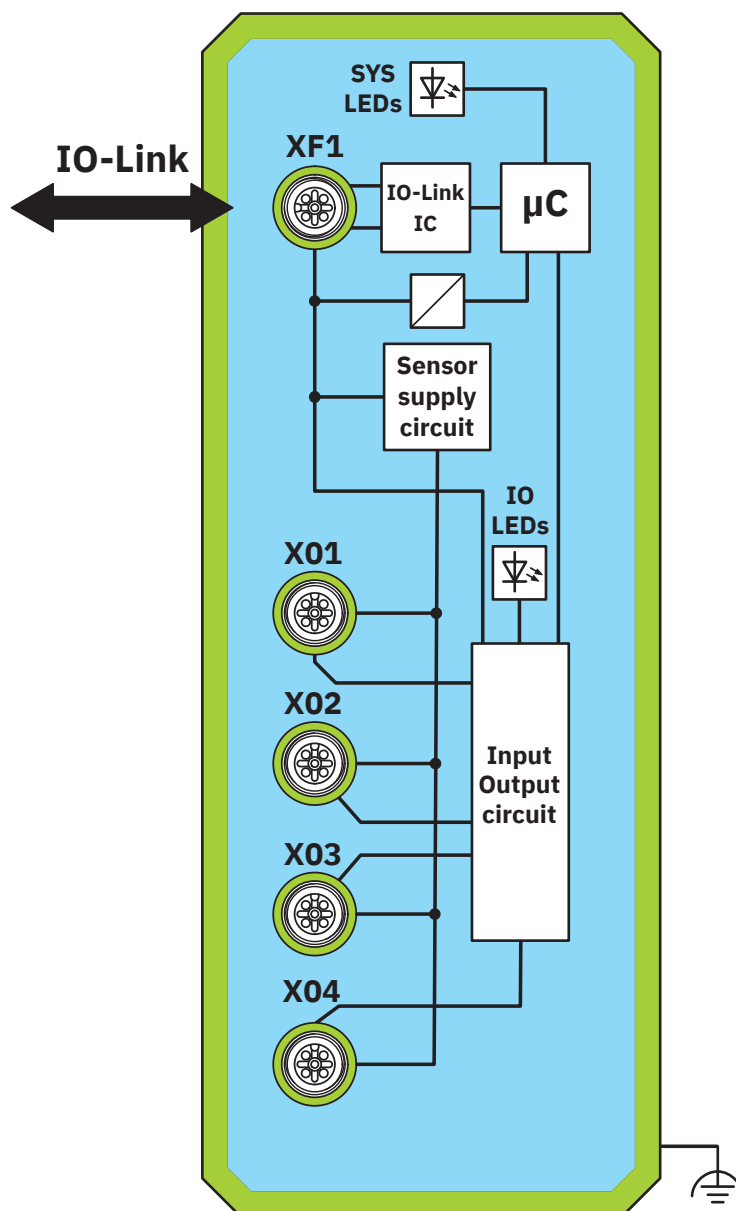 SYS
LEDs
IO-Link
XF1
IO-Link
IC
µC
Sensor
supply
circuit
IO
LEDs
X01
X02
Input
Output
circuit
X03
X04